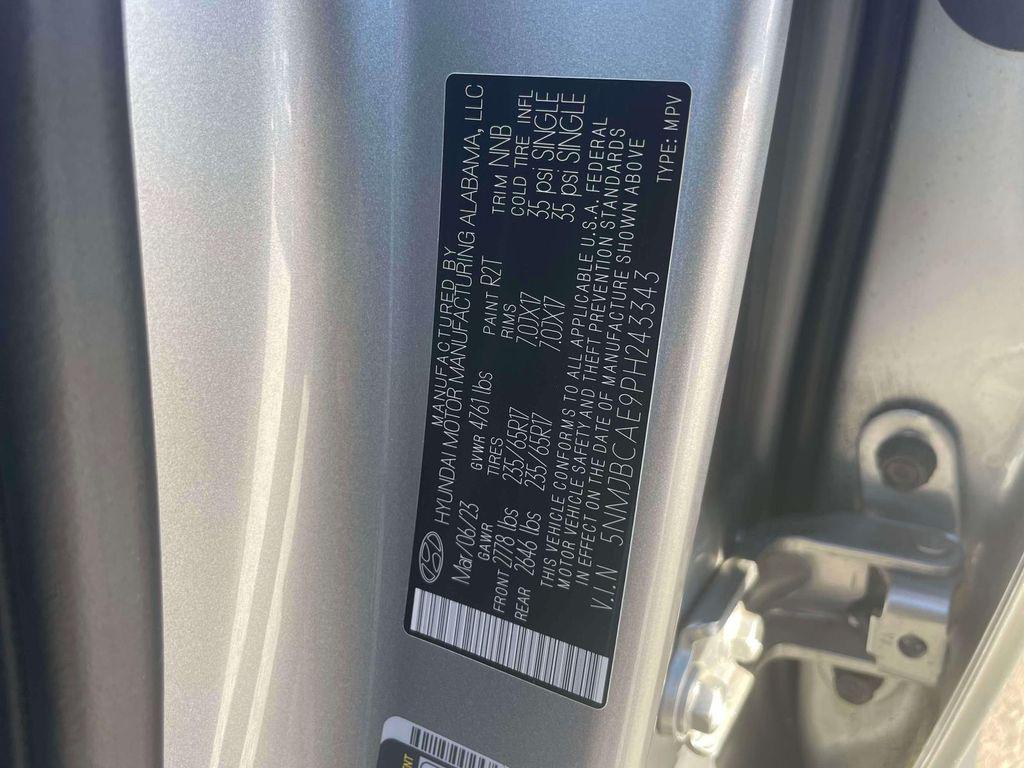 MANUFACTURED BY
HYUNDAI MOTOR MANUFACTURING ALABAMA, LLC
Mar/06/23 GVWR 4761 lbs PAINT R2T TRIM NNB
GAWR TIRES RIMS COLD TIRE INFL
FRONT 2778 lbs 235/65R17 7.0JX17 35 psi SINGLE
REAR 2646 lbs 235/65R17 7.0JX17 35 psi SINGLE
THIS VEHICLE CONFORMS TO ALL APPLICABLE U.S.A. FEDERAL
MOTOR VEHICLE SAFETY AND THEFT PREVENTION STANDARDS
IN EFFECT ON THE DATE OF MANUFACTURE SHOWN ABOVE
V.I.N 5NMJBCAE9PH243343 TYPE: MPV